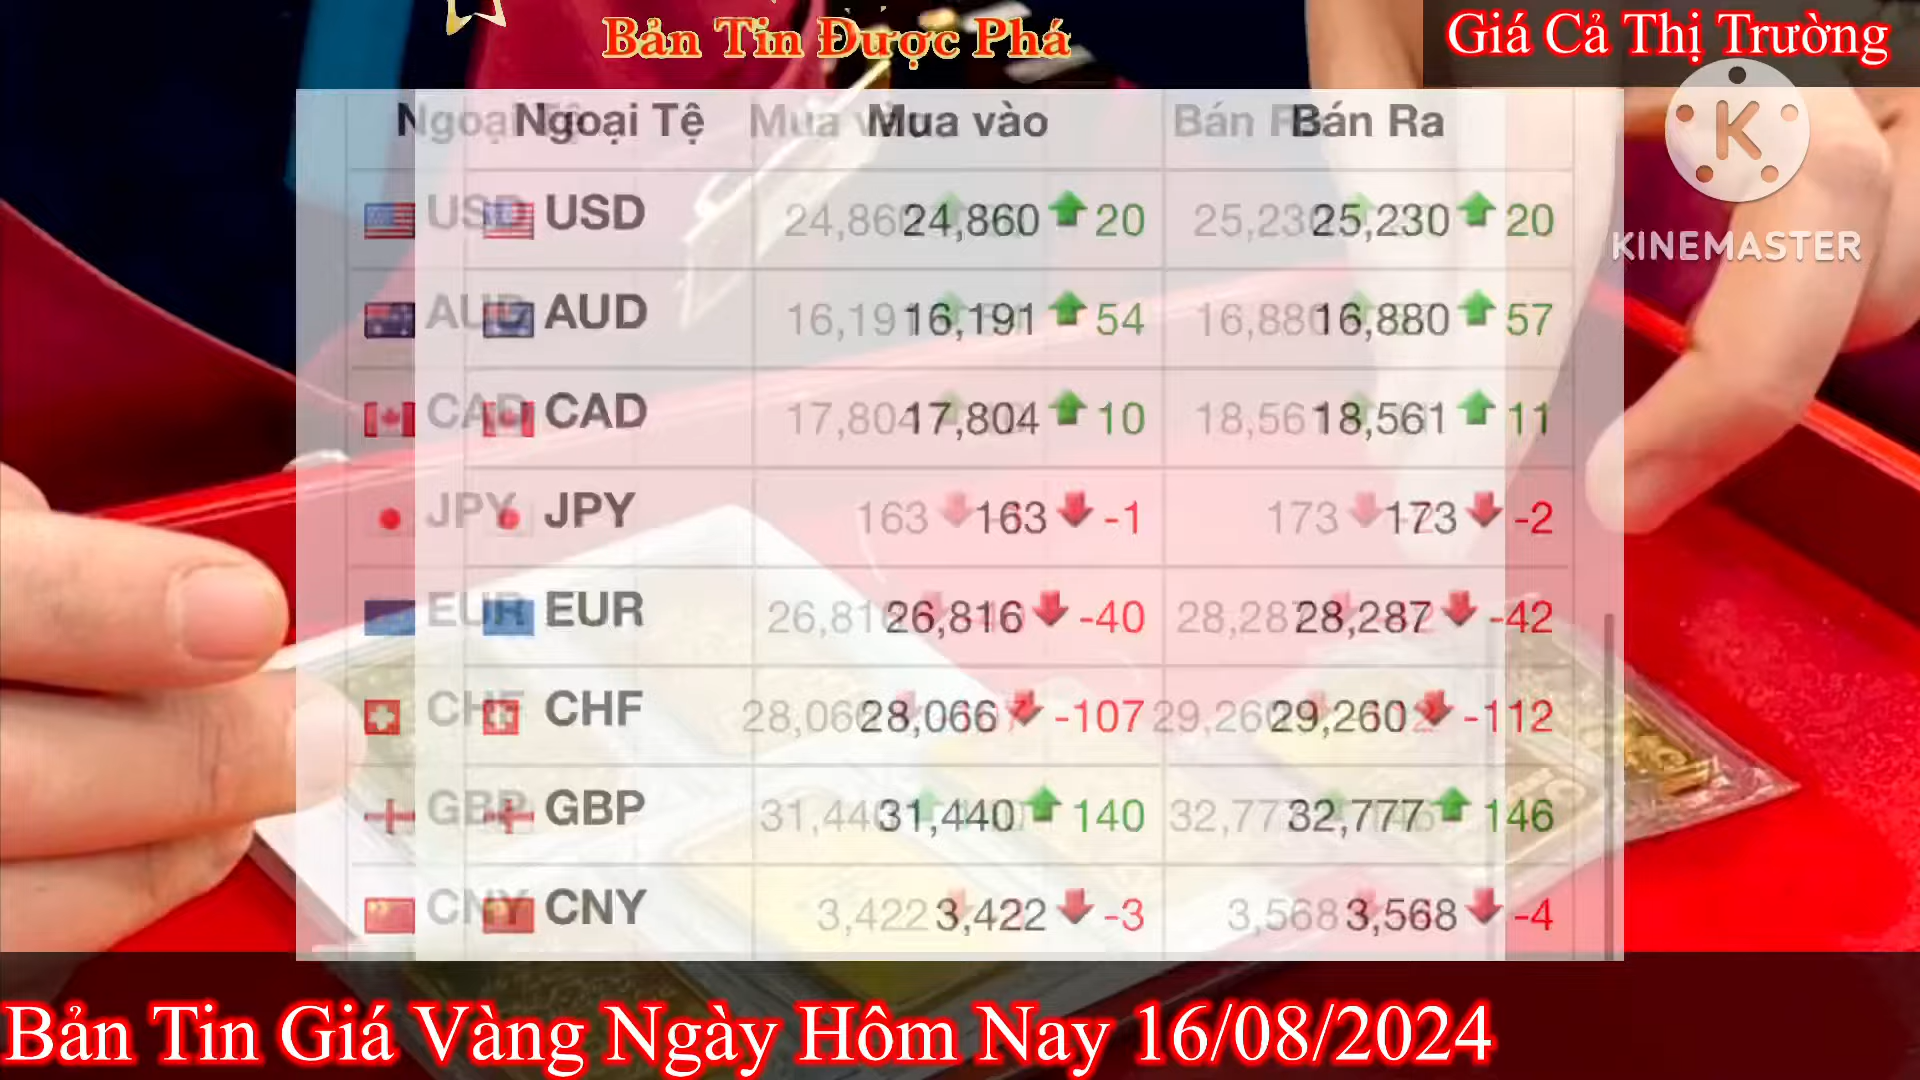 Bản Tin Được Phá
Giá Cả Thị Trường
KINEMASTER
Ngoại Tệ Mua vào Bán Ra
USD 24,860 20 25,230 20
AUD 16,191 54 16,880 57
CAD 17,804 10 18,561 11
JPY 163 -1 173 -2
EUR 26,816 -40 28,287 -42
CHF 28,066 -107 29,260 -112
GBP 31,440 140 32,777 146
CNY 3,422 -3 3,568 -4
Bản Tin Giá Vàng Ngày Hôm Nay 16/08/2024